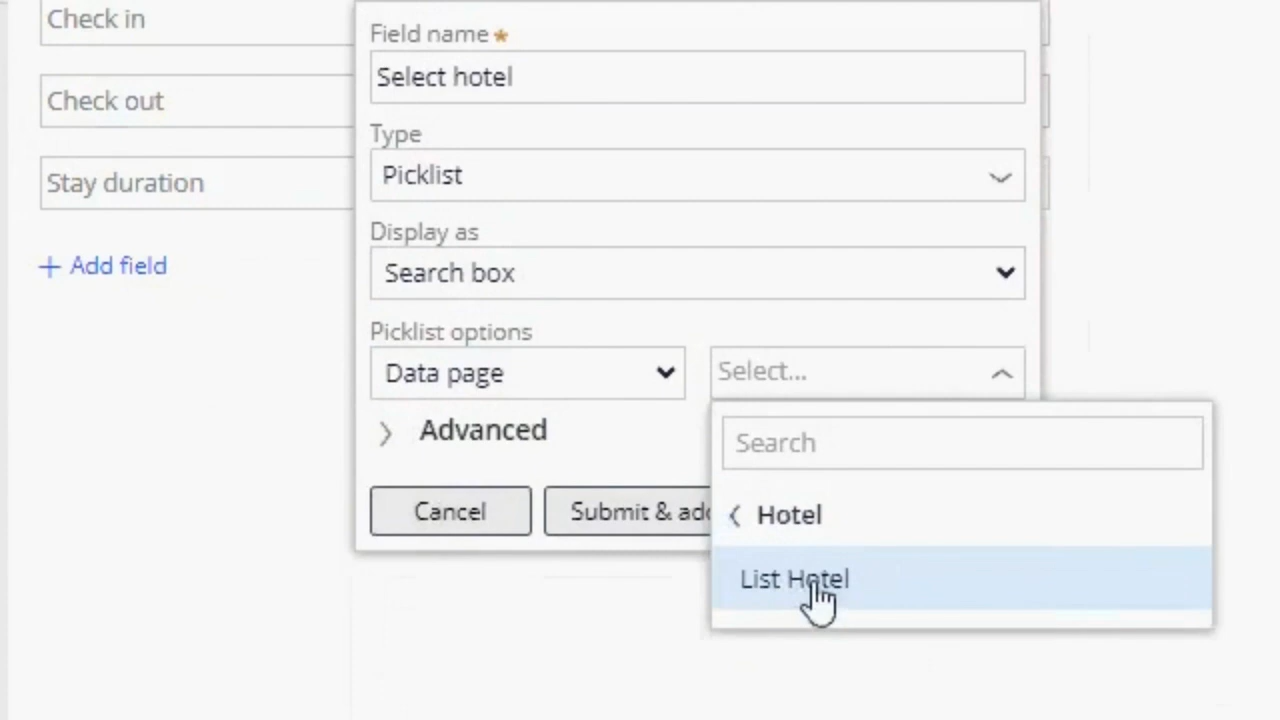 Check in
Check out
Stay duration
+ Add field
Field name *
Select hotel
Type
Picklist
Display as
Search box
Picklist options
Data page
Select...
Advanced
Cancel
Submit &
Search
Hotel
List Hotel